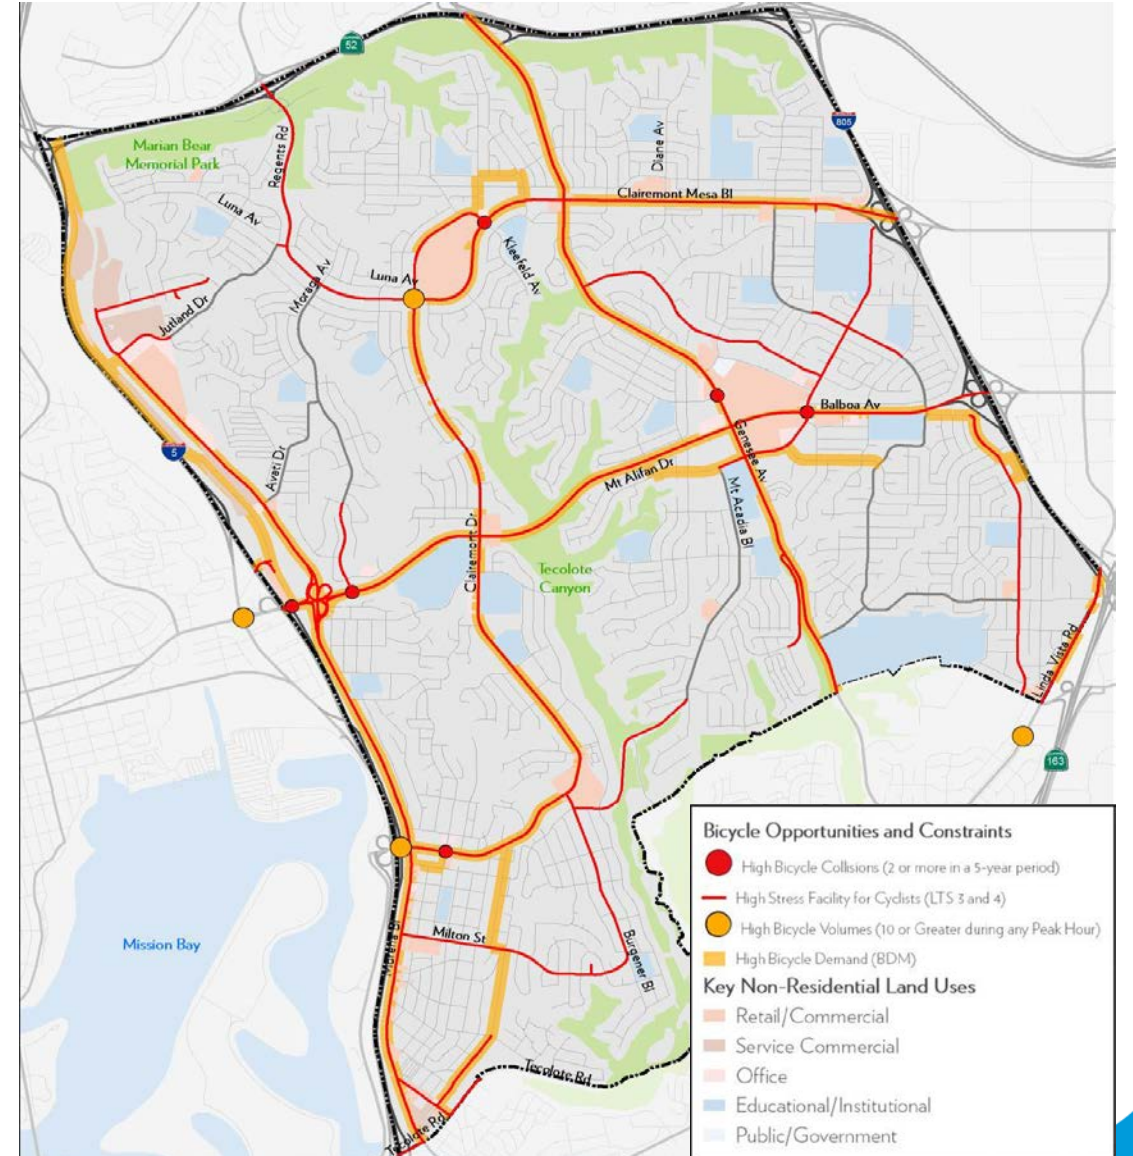 52
Marian Bear
Memorial Park
Regents Rd
Diane Av
805
Clairemont Mesa Bl
Luna Av
Kleefeld Av
Moraga Av
Luna Av
Jutland Dr
Balboa Av
Genesee Av
5
Avati Dr
Mt Alifan Dr
Mt Acadia Bl
Clairemont Dr
Tecolote
Canyon
Linda Vista Rd
163
Bicycle Opportunities and Constraints
High Bicycle Collisions (2 or more in a 5-year period)
High Stress Facility for Cyclists (LTS 3 and 4)
High Bicycle Volumes (10 or Greater during any Peak Hour)
High Bicycle Demand (BDM)
Key Non-Residential Land Uses
Retail/Commercial
Service Commercial
Office
Educational/Institutional
Public/Government
Mission Bay
Morena Bl
Milton St
Burgener Bl
Tecolote Rd
Tecolote Rd